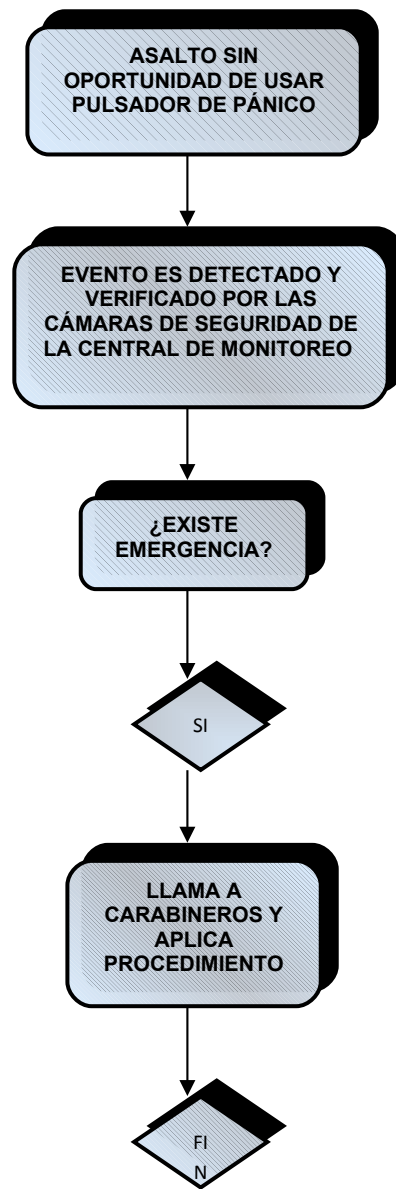 ASALTO SIN
OPORTUNIDAD DE USAR
PULSADOR DE PÁNICO
EVENTO ES DETECTADO Y
VERIFICADO POR LAS
CÁMARAS DE SEGURIDAD DE
LA CENTRAL DE MONITOREO
¿EXISTE
EMERGENCIA?
SI
LLAMA A
CARABINEROS Y
APLICA
PROCEDIMIENTO
FI
N